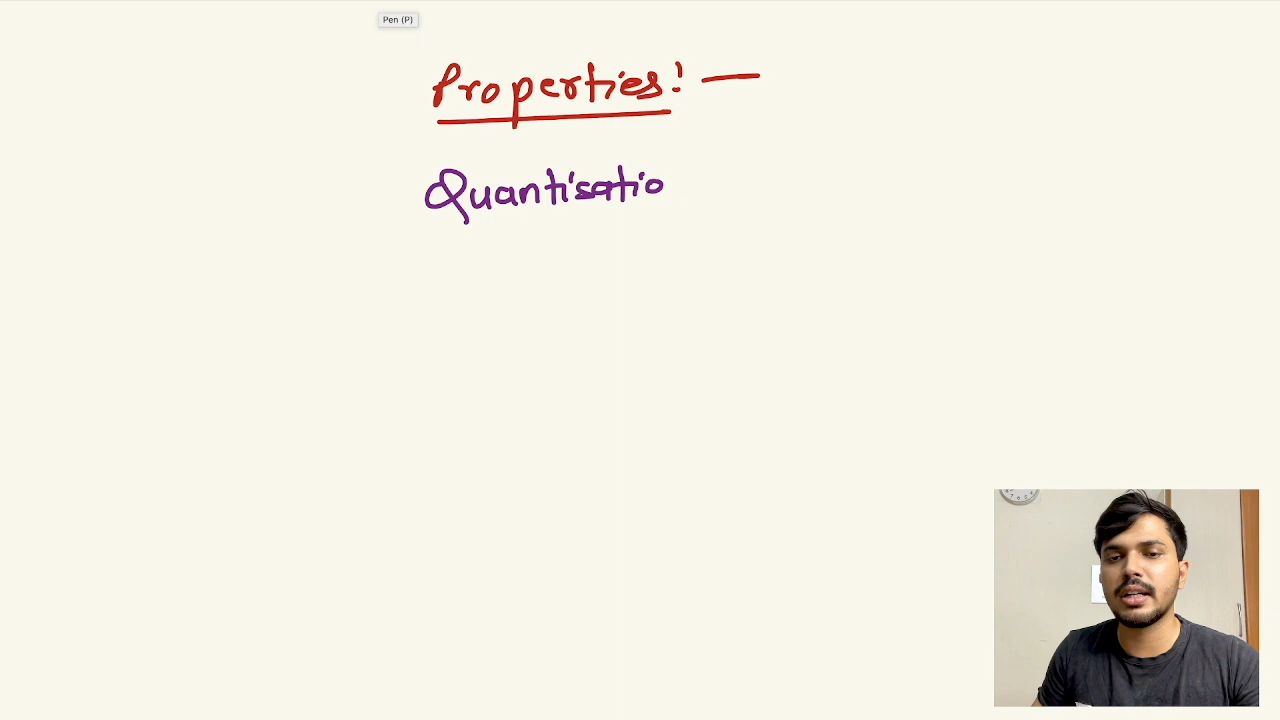 Pen (P)
Properties: —
Quantisatio